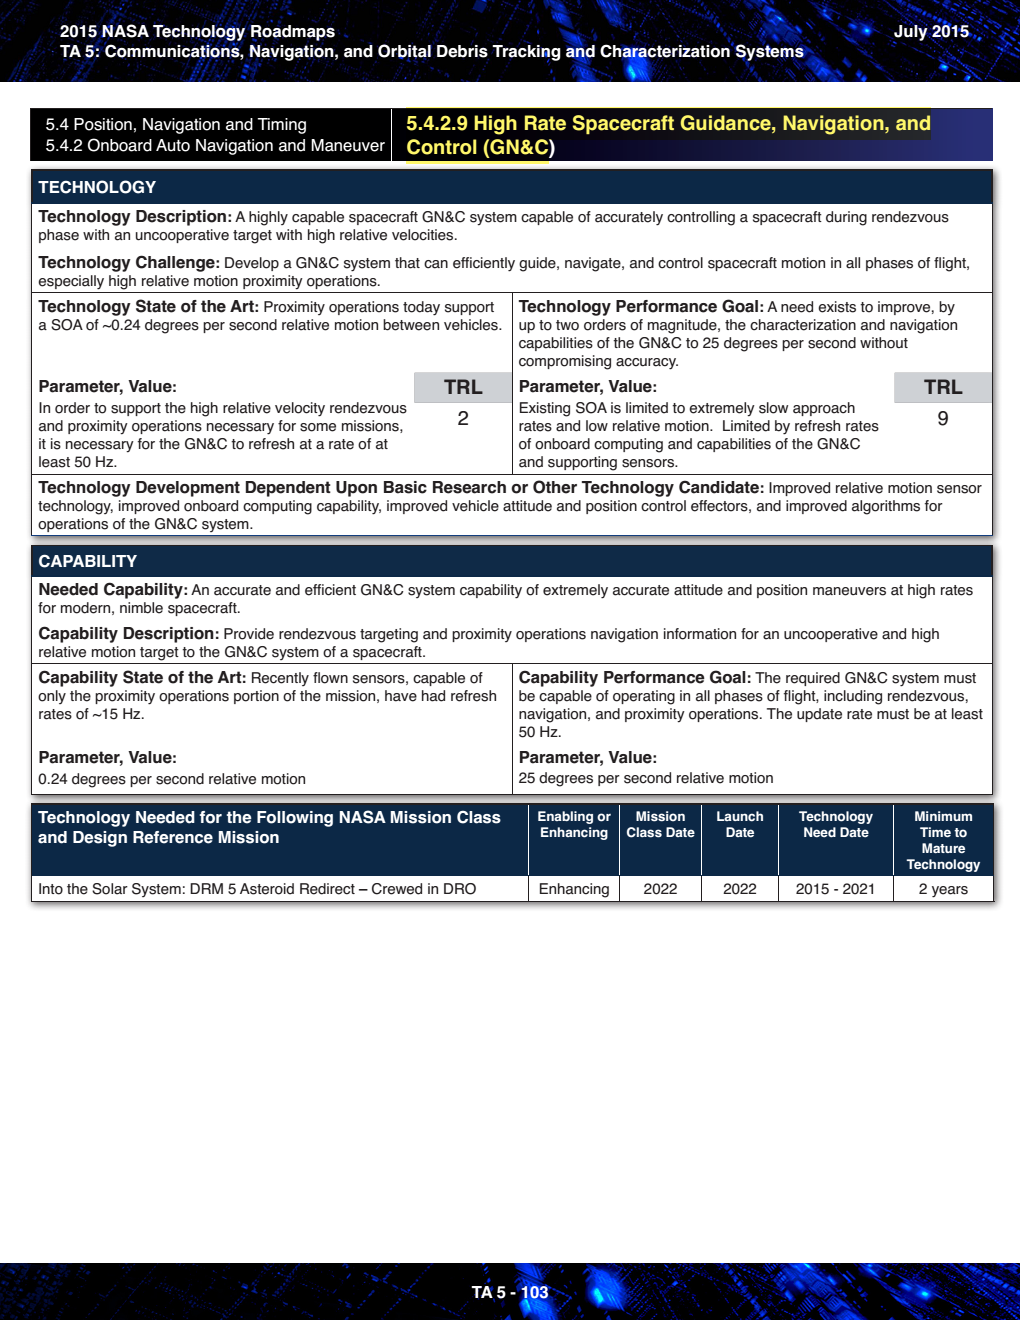 2015 NASA Technology Roadmaps
July 2015
TA 5: Communications, Navigation, and Orbital Debris Tracking and Characterization Systems
5.4 Position, Navigation and Timing
5.4.2 Onboard Auto Navigation and Maneuver
5.4.2.9 High Rate Spacecraft Guidance, Navigation, and
Control (GN&C)
TECHNOLOGY
Technology Description: A highly capable spacecraft GN&C system capable of accurately controlling a spacecraft during rendezvous
phase with an uncooperative target with high relative velocities.
Technology Challenge: Develop a GN&C system that can efficiently guide, navigate, and control spacecraft motion in all phases of flight,
especially high relative motion proximity operations.
Technology State of the Art: Proximity operations today support
a SOA of ~0.24 degrees per second relative motion between vehicles.
Parameter, Value:
In order to support the high relative velocity rendezvous
and proximity operations necessary for some missions,
it is necessary for the GN&C to refresh at a rate of at
least 50 Hz.
TRL
2
Technology Performance Goal: A need exists to improve, by
up to two orders of magnitude, the characterization and navigation
capabilities of the GN&C to 25 degrees per second without
compromising accuracy.
Parameter, Value:
Existing SOA is limited to extremely slow approach
rates and low relative motion.  Limited by refresh rates
of onboard computing and capabilities of the GN&C
and supporting sensors.
TRL
9
Technology Development Dependent Upon Basic Research or Other Technology Candidate: Improved relative motion sensor
technology, improved onboard computing capability, improved vehicle attitude and position control effectors, and improved algorithms for
operations of the GN&C system.
CAPABILITY
Needed Capability: An accurate and efficient GN&C system capability of extremely accurate attitude and position maneuvers at high rates
for modern, nimble spacecraft.
Capability Description: Provide rendezvous targeting and proximity operations navigation information for an uncooperative and high
relative motion target to the GN&C system of a spacecraft.
Capability State of the Art: Recently flown sensors, capable of
only the proximity operations portion of the mission, have had refresh
rates of ~15 Hz.
Parameter, Value:
0.24 degrees per second relative motion
Capability Performance Goal: The required GN&C system must
be capable of operating in all phases of flight, including rendezvous,
navigation, and proximity operations. The update rate must be at least
50 Hz.
Parameter, Value:
25 degrees per second relative motion
Technology Needed for the Following NASA Mission Class
and Design Reference Mission
Enabling or
Enhancing
Mission
Class Date
Launch
Date
Technology
Need Date
Minimum
Time to
Mature
Technology
Into the Solar System: DRM 5 Asteroid Redirect – Crewed in DRO
Enhancing
2022
2022
2015 - 2021
2 years
TA 5 - 103